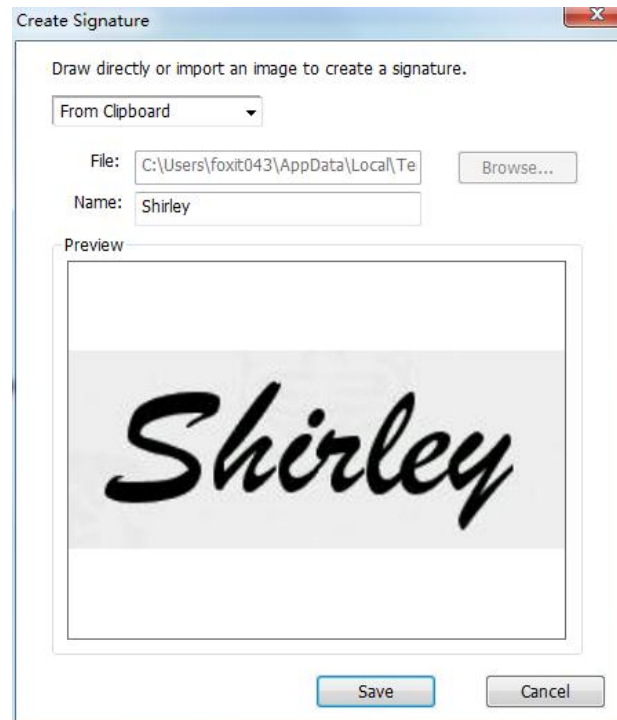 Create Signature
X
Draw directly or import an image to create a signature.
From Clipboard
File: C:\Users\foxit043\AppData\Local\Te Browse...
Name: Shirley
Preview
Shirley
Save Cancel